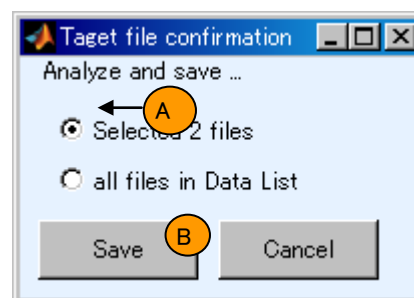 Taget file confirmation
Analyze and save ...
A
Selected 2 files
all files in Data List
Save
B
Cancel